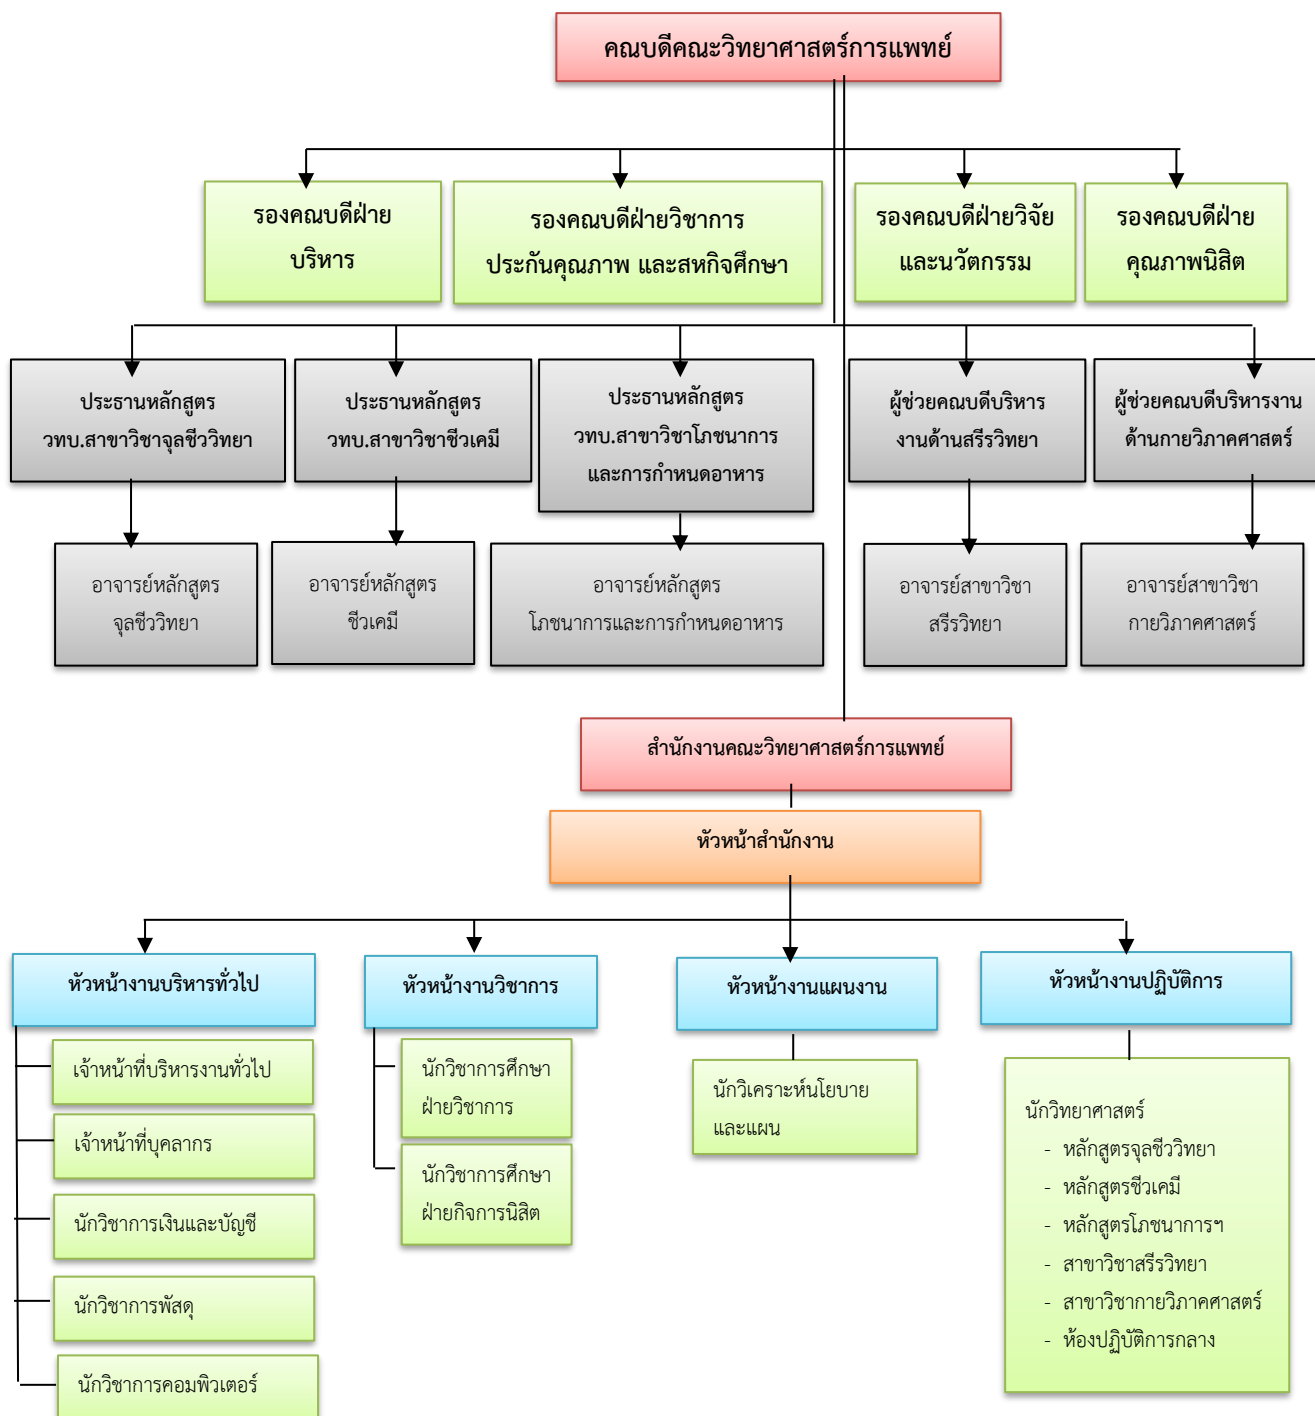 คณบดีคณะวิทยาศาสตร์การแพทย์
รองคณบดีฝ่าย
บริหาร
รองคณบดีฝ่ายวิชาการ
ประกันคุณภาพ และสหกิจศึกษา
รองคณบดีฝ่ายวิจัย
และนวัตกรรม
รองคณบดีฝ่าย
คุณภาพนิสิต
ประธานหลักสูตร
วทบ.สาขาวิชาจุลชีววิทยา
ประธานหลักสูตร
วทบ.สาขาวิชาชีวเคมี
ประธานหลักสูตร
วทบ.สาขาวิชาโภชนาการ
และการกำหนดอาหาร
ผู้ช่วยคณบดีบริหาร
งานด้านสรีรวิทยา
ผู้ช่วยคณบดีบริหารงาน
ด้านกายวิภาคศาสตร์
อาจารย์หลักสูตร
จุลชีววิทยา
อาจารย์หลักสูตร
ชีวเคมี
อาจารย์หลักสูตร
โภชนาการและการกำหนดอาหาร
อาจารย์สาขาวิชา
สรีรวิทยา
อาจารย์สาขาวิชา
กายวิภาคศาสตร์
สำนักงานคณะวิทยาศาสตร์การแพทย์
หัวหน้าสำนักงาน
หัวหน้างานบริหารทั่วไป
เจ้าหน้าที่บริหารงานทั่วไป
เจ้าหน้าที่บุคลากร
นักวิชาการเงินและบัญชี
นักวิชาการพัสดุ
นักวิชาการคอมพิวเตอร์
หัวหน้างานวิชาการ
นักวิชาการศึกษา
ฝ่ายวิชาการ
นักวิชาการศึกษา
ฝ่ายกิจการนิสิต
หัวหน้างานแผนงาน
นักวิเคราะห์นโยบาย
และแผน
หัวหน้างานปฏิบัติการ
นักวิทยาศาสตร์
- หลักสูตรจุลชีววิทยา
- หลักสูตรชีวเคมี
- หลักสูตรโภชนาการฯ
- สาขาวิชาสรีรวิทยา
- สาขาวิชากายวิภาคศาสตร์
- ห้องปฏิบัติการกลาง